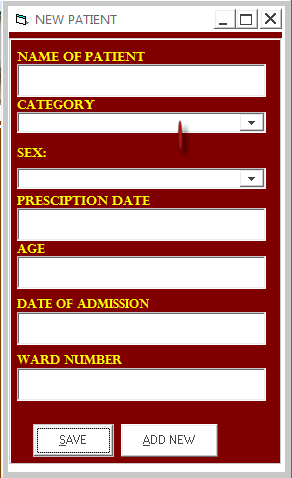 NEW PATIENT
NAME OF PATIENT
CATEGORY
SEX:
PRESCIPTION DATE
AGE
DATE OF ADMISSION
WARD NUMBER
SAVE
ADD NEW